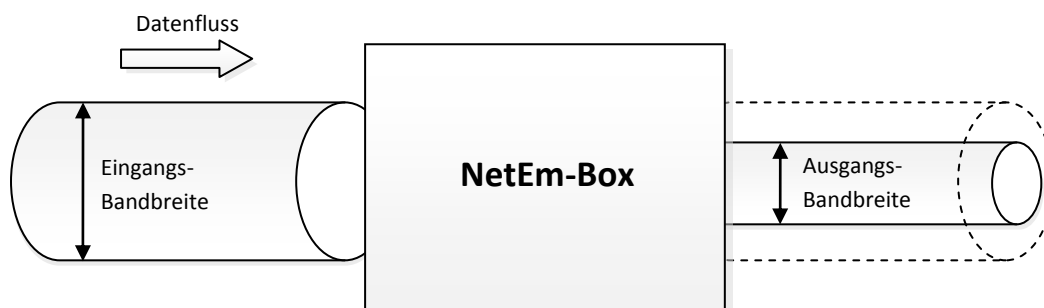 Datenfluss
Eingangs-
Bandbreite
NetEm-Box
Ausgangs-
Bandbreite